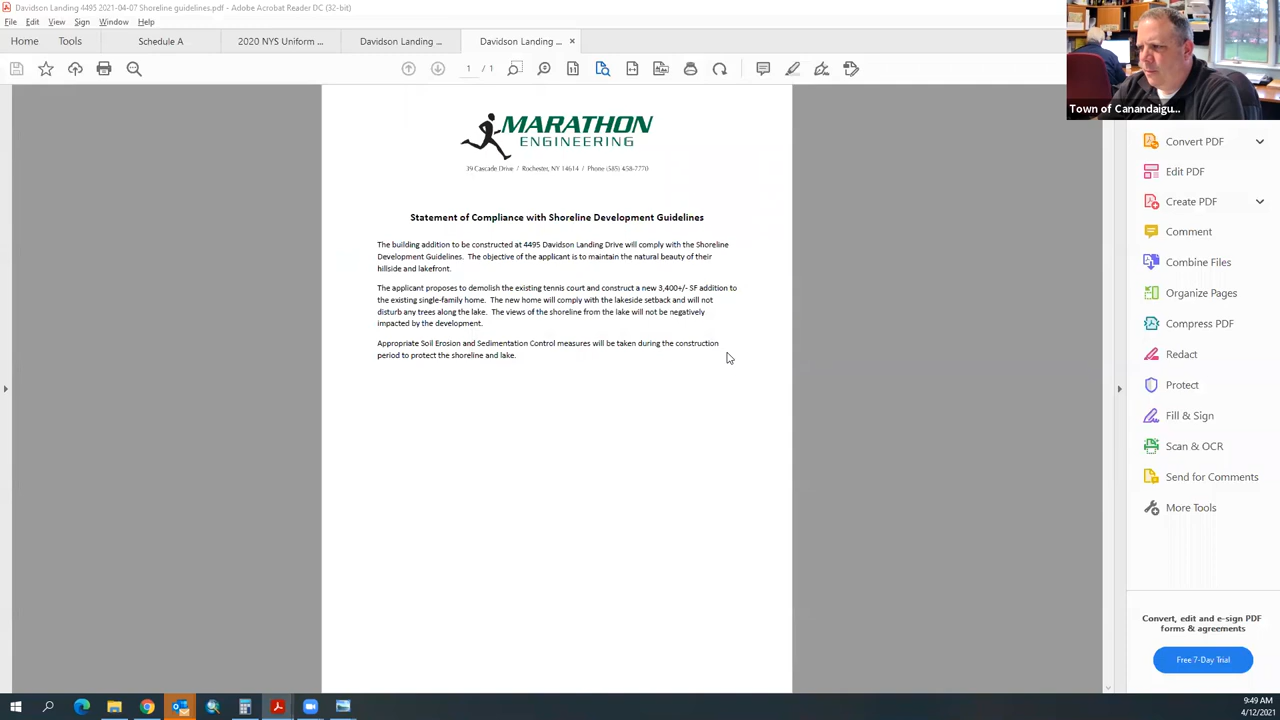 Davidson Landing 4495 2021-04-07 Shoreline guidelines.pdf - Adobe Acrobat Reader DC (32-bit)
File Edit View Sign Window Help
Home Tools Schedule A 2020 NYS Uniform ... Davidson Landing ... Davidson Landing ... ×
1 / 1
Town of Canandaigu...
MARATHON
ENGINEERING
39 Cascade Drive / Rochester, NY 14614 / Phone (585) 458-7770
Statement of Compliance with Shoreline Development Guidelines
The building addition to be constructed at 4495 Davidson Landing Drive will comply with the Shoreline
Development Guidelines. The objective of the applicant is to maintain the natural beauty of their
hillside and lakefront.
The applicant proposes to demolish the existing tennis court and construct a new 3,400+/- SF addition to
the existing single-family home. The new home will comply with the lakeside setback and will not
disturb any trees along the lake. The views of the shoreline from the lake will not be negatively
impacted by the development.
Appropriate Soil Erosion and Sedimentation Control measures will be taken during the construction
period to protect the shoreline and lake.
Convert PDF
Edit PDF
Create PDF
Comment
Combine Files
Organize Pages
Compress PDF
Redact
Protect
Fill & Sign
Scan & OCR
Send for Comments
More Tools
Convert, edit and e-sign PDF
forms & agreements
Free 7-Day Trial
9:49 AM
4/12/2021